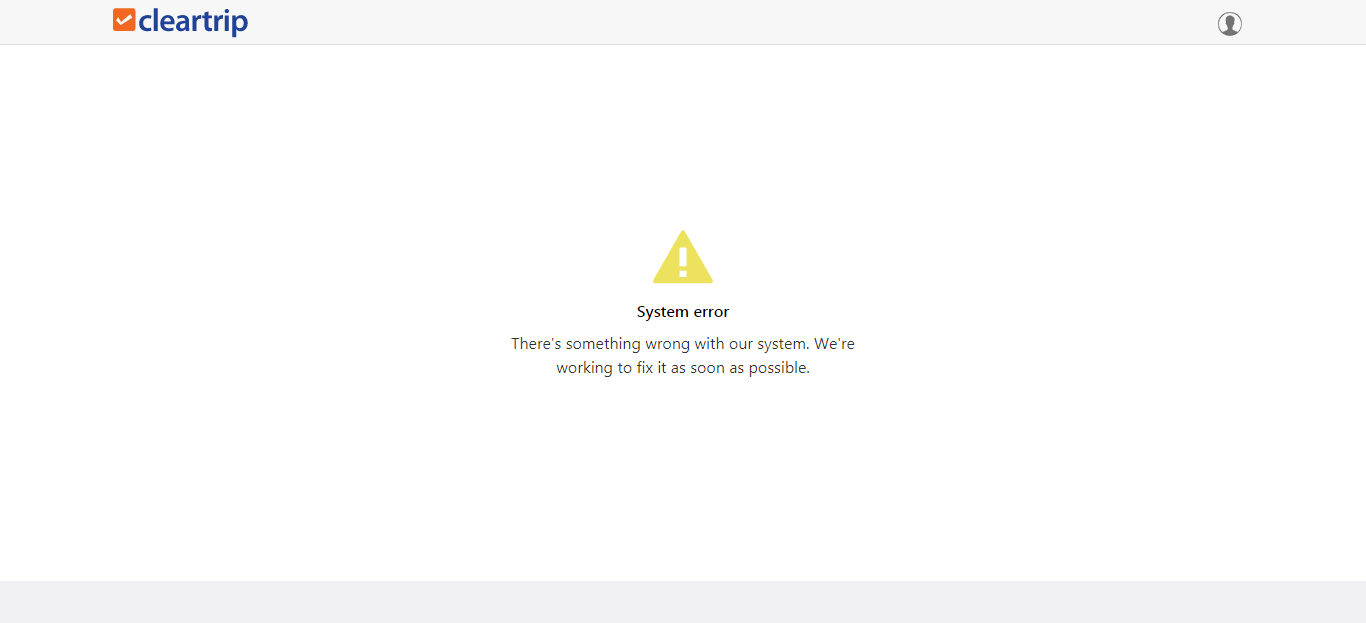 cleartrip
System error
There's something wrong with our system. We're
working to fix it as soon as possible.